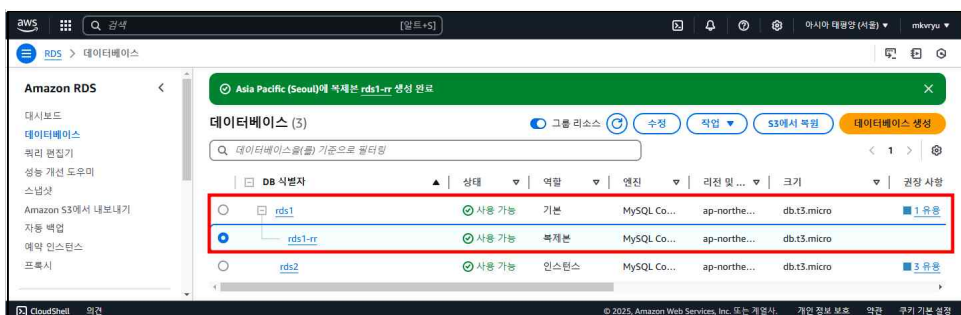 aws 검색 [알트+S] 아시아 태평양 (서울) ▼ mkvryu ▼
RDS > 데이터베이스
Amazon RDS
대시보드
데이터베이스
쿼리 편집기
성능 개선 도우미
스냅샷
Amazon S3에서 내보내기
자동 백업
예약 인스턴스
프록시
Asia Pacific (Seoul)에 복제본 rds1-rr 생성 완료
데이터베이스 (3) 그룹 리소스 수정 작업 ▼ S3에서 복원 데이터베이스 생성
데이터베이스을(를) 기준으로 필터링 < 1 >
DB 식별자 ▲ 상태 ▽ 역할 ▽ 엔진 ▽ 리전 및 ... ▽ 크기 ▽ 권장 사항
rds1 사용 가능 기본 MySQL Co... ap-northe... db.t3.micro 1 유용
rds1-rr 사용 가능 복제본 MySQL Co... ap-northe... db.t3.micro
rds2 사용 가능 인스턴스 MySQL Co... ap-northe... db.t3.micro 3 유용
CloudShell 의견 © 2025, Amazon Web Services, Inc. 또는 계열사. 개인 정보 보호 약관 쿠키 기본 설정